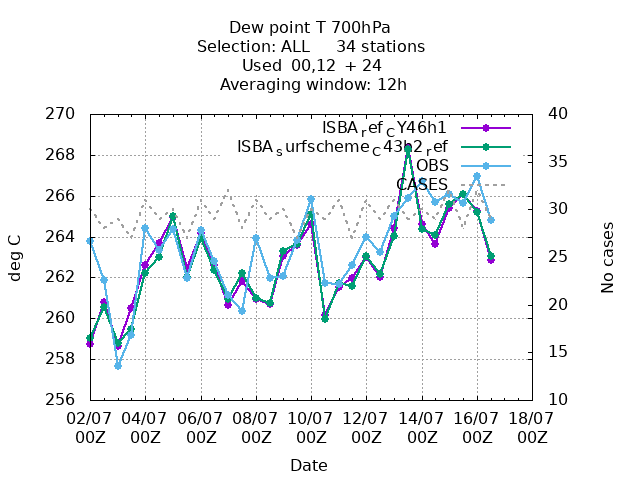 Dew point T 700hPa
Selection: ALL 34 stations
Used 00,12 + 24
Averaging window: 12h
270
268
266
264
262
260
258
256
40
35
30
25
20
15
10
deg C
No cases
ISBA_ref_CY46h1
ISBA_surfscheme_C43h2_ref
OBS
CASES
02/07 04/07 06/07 08/07 10/07 12/07 14/07 16/07 18/07
00Z 00Z 00Z 00Z 00Z 00Z 00Z 00Z 00Z
Date